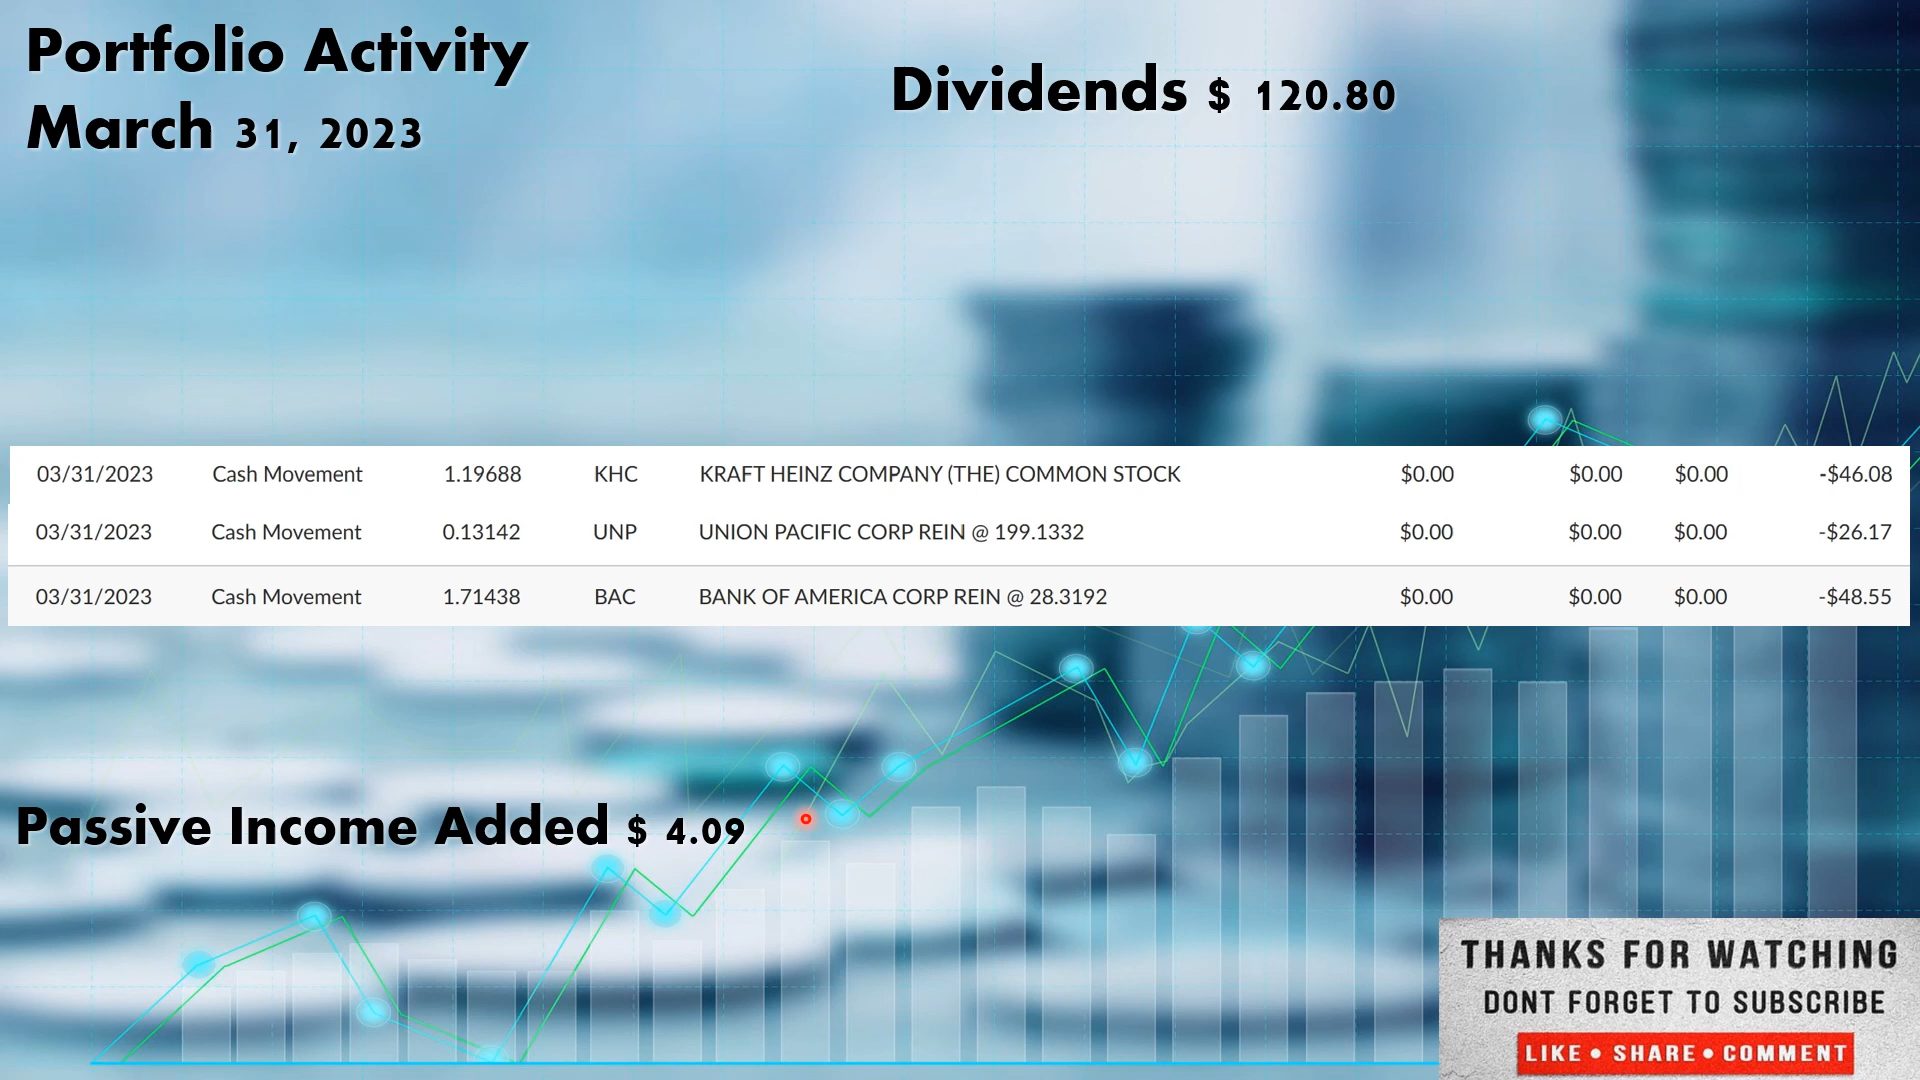 Portfolio Activity
March 31, 2023
Dividends $ 120.80
03/31/2023 Cash Movement 1.19688 KHC KRAFT HEINZ COMPANY (THE) COMMON STOCK $0.00 $0.00 $0.00 -$46.08
03/31/2023 Cash Movement 0.13142 UNP UNION PACIFIC CORP REIN @ 199.1332 $0.00 $0.00 $0.00 -$26.17
03/31/2023 Cash Movement 1.71438 BAC BANK OF AMERICA CORP REIN @ 28.3192 $0.00 $0.00 $0.00 -$48.55
Passive Income Added $ 4.09
THANKS FOR WATCHING
DONT FORGET TO SUBSCRIBE
LIKE • SHARE • COMMENT